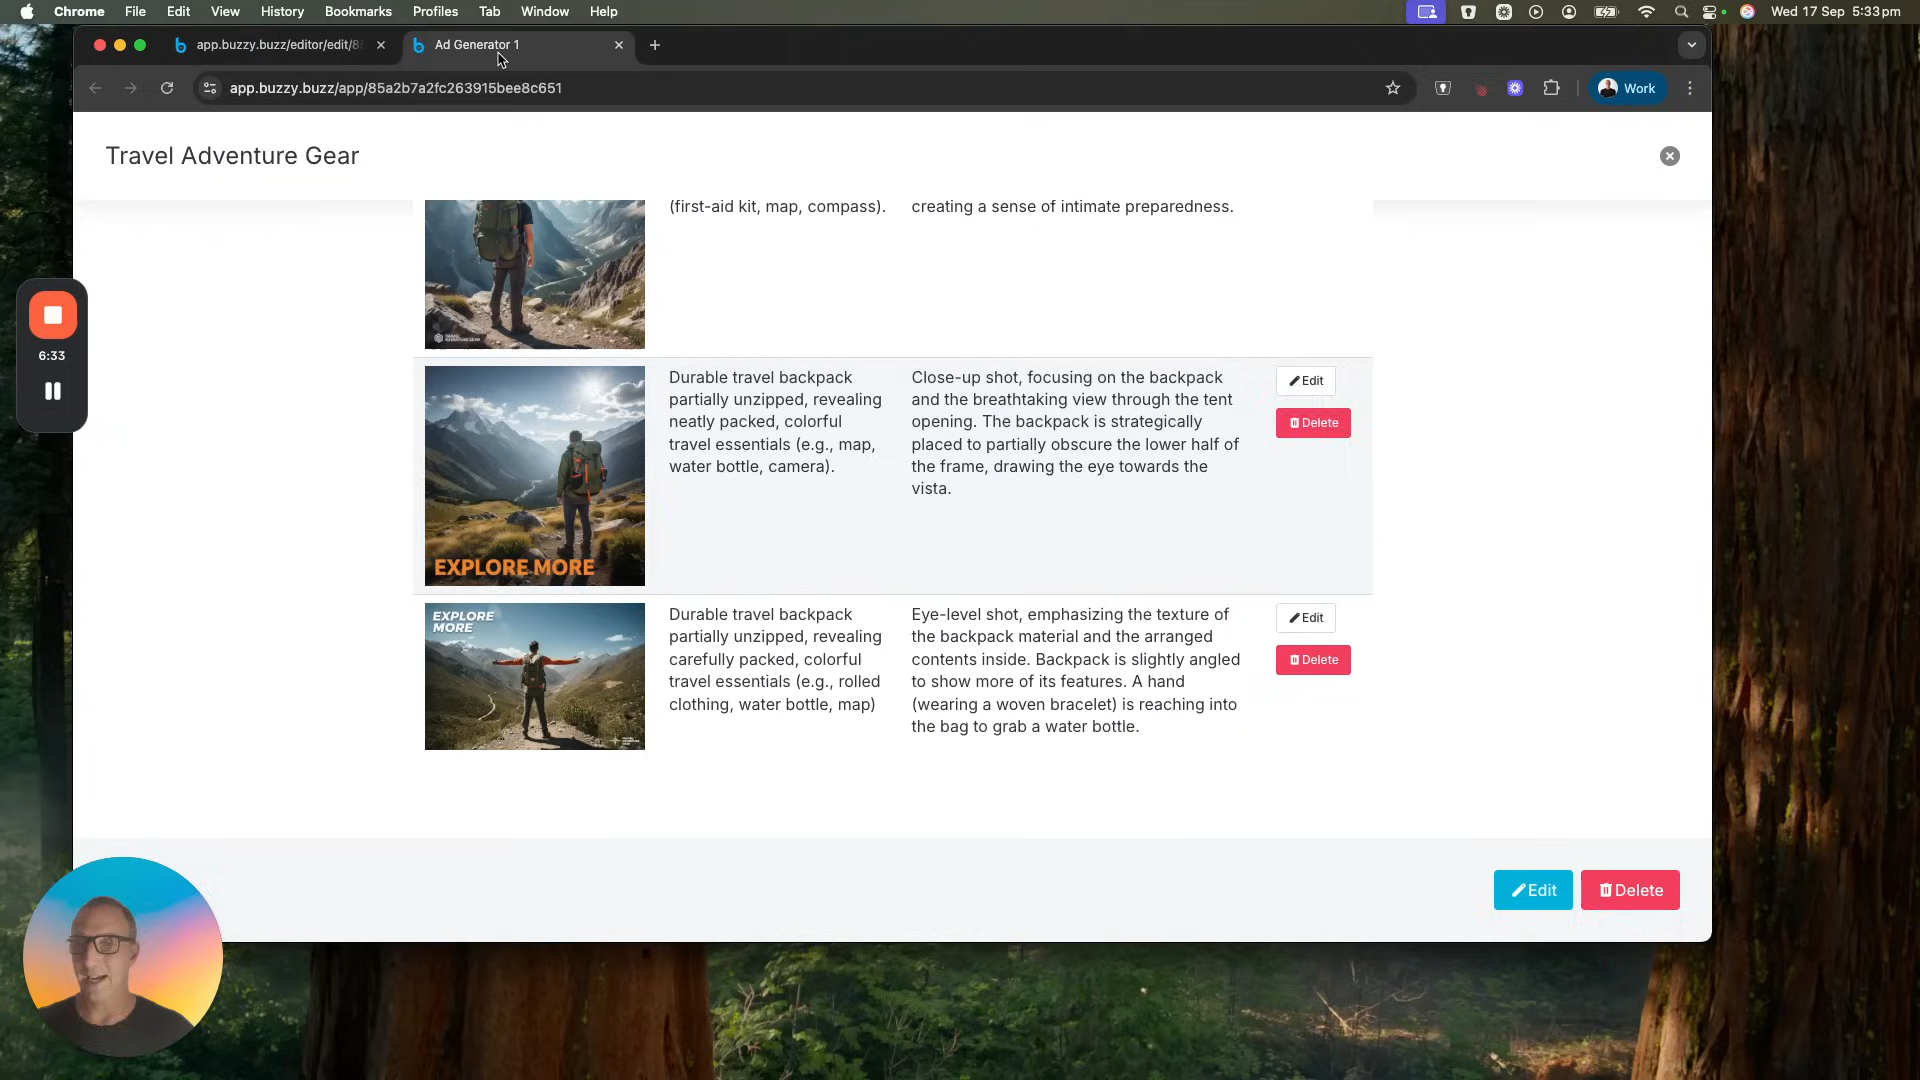 Chrome File Edit View History Bookmarks Profiles Tab Window Help
Wed 17 Sep 5:33pm
app.buzzy.buzz/editor/edit/8
Ad Generator 1
app.buzzy.buzz/app/85a2b7a2fc263915bee8c651
Work
Travel Adventure Gear
(first-aid kit, map, compass).
creating a sense of intimate preparedness.
6:33
Durable travel backpack
partially unzipped, revealing
neatly packed, colorful
travel essentials (e.g., map,
water bottle, camera).
Close-up shot, focusing on the backpack
and the breathtaking view through the tent
opening. The backpack is strategically
placed to partially obscure the lower half of
the frame, drawing the eye towards the
vista.
Edit
Delete
EXPLORE MORE
EXPLORE
MORE
Durable travel backpack
partially unzipped, revealing
carefully packed, colorful
travel essentials (e.g., rolled
clothing, water bottle, map)
Eye-level shot, emphasizing the texture of
the backpack material and the arranged
contents inside. Backpack is slightly angled
to show more of its features. A hand
(wearing a woven bracelet) is reaching into
the bag to grab a water bottle.
Edit
Delete
Edit
Delete